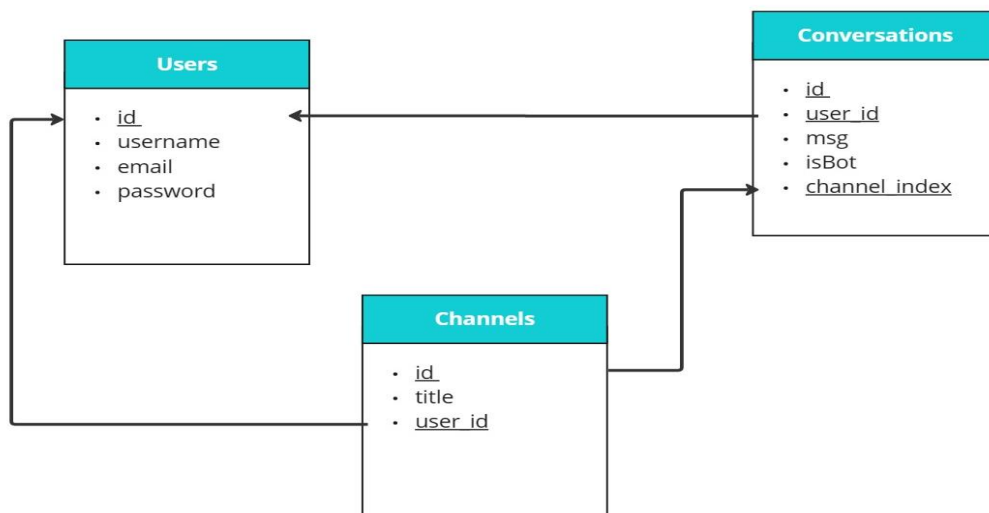 Users
id
username
email
password
Conversations
id
user_id
msg
isBot
channel_index
Channels
id
title
user_id